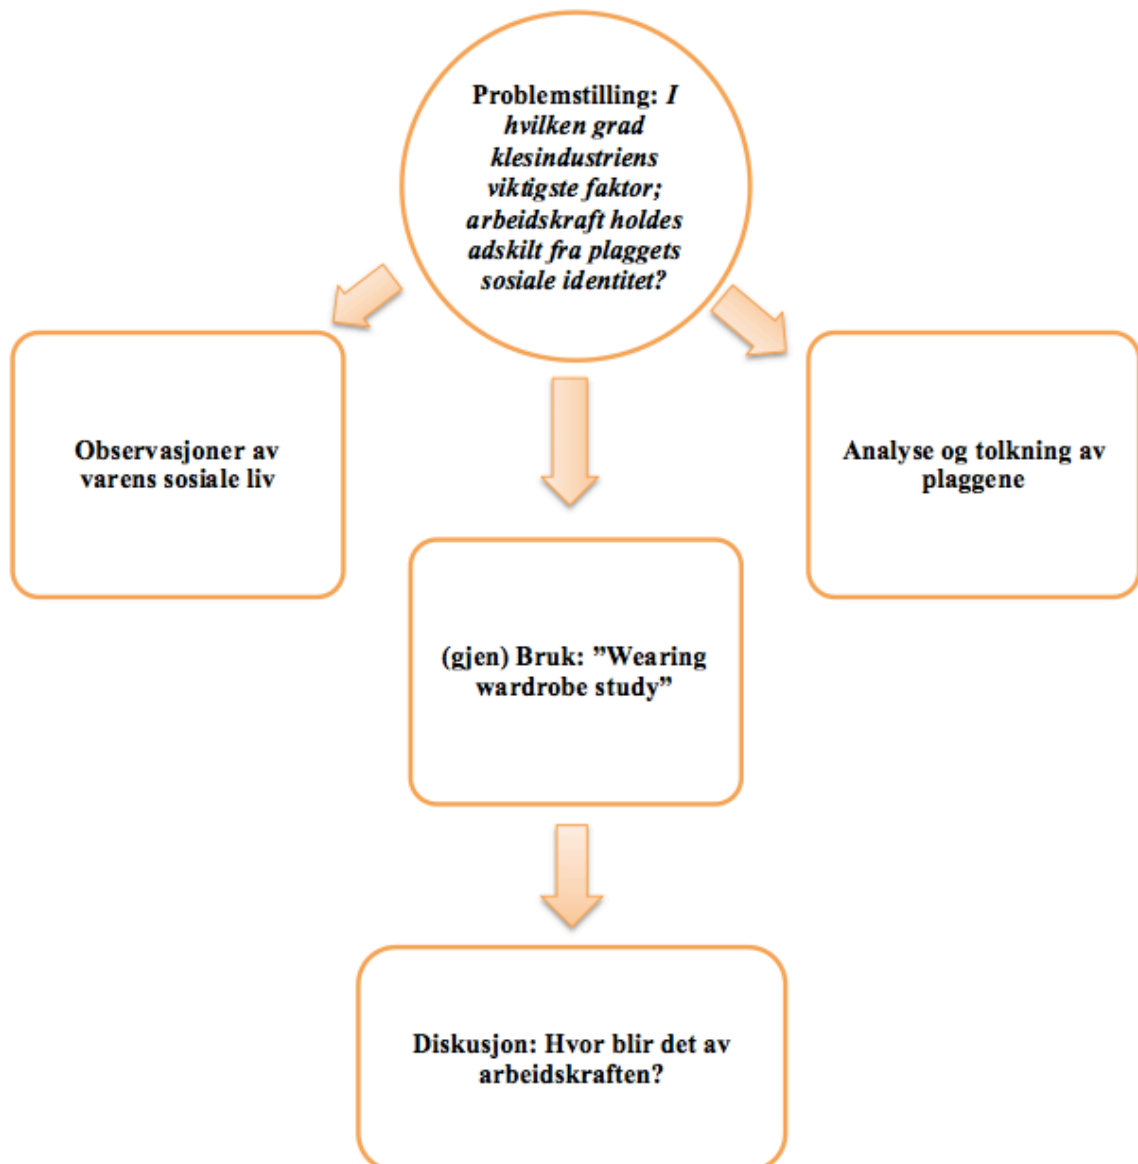 Problemstilling: I
hvilken grad
klesindustriens
viktigste faktor;
arbeidskraft holdes
adskilt fra plaggets
sosiale identitet?
Observasjoner av
varens sosiale liv
Analyse og tolkning av
plaggene
(gjen) Bruk: ”Wearing
wardrobe study”
Diskusjon: Hvor blir det av
arbeidskraften?